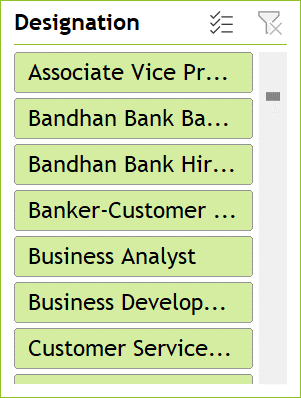 Designation
Associate Vice Pr...
Bandhan Bank Ba...
Bandhan Bank Hir...
Banker-Customer ...
Business Analyst
Business Develop...
Customer Service...